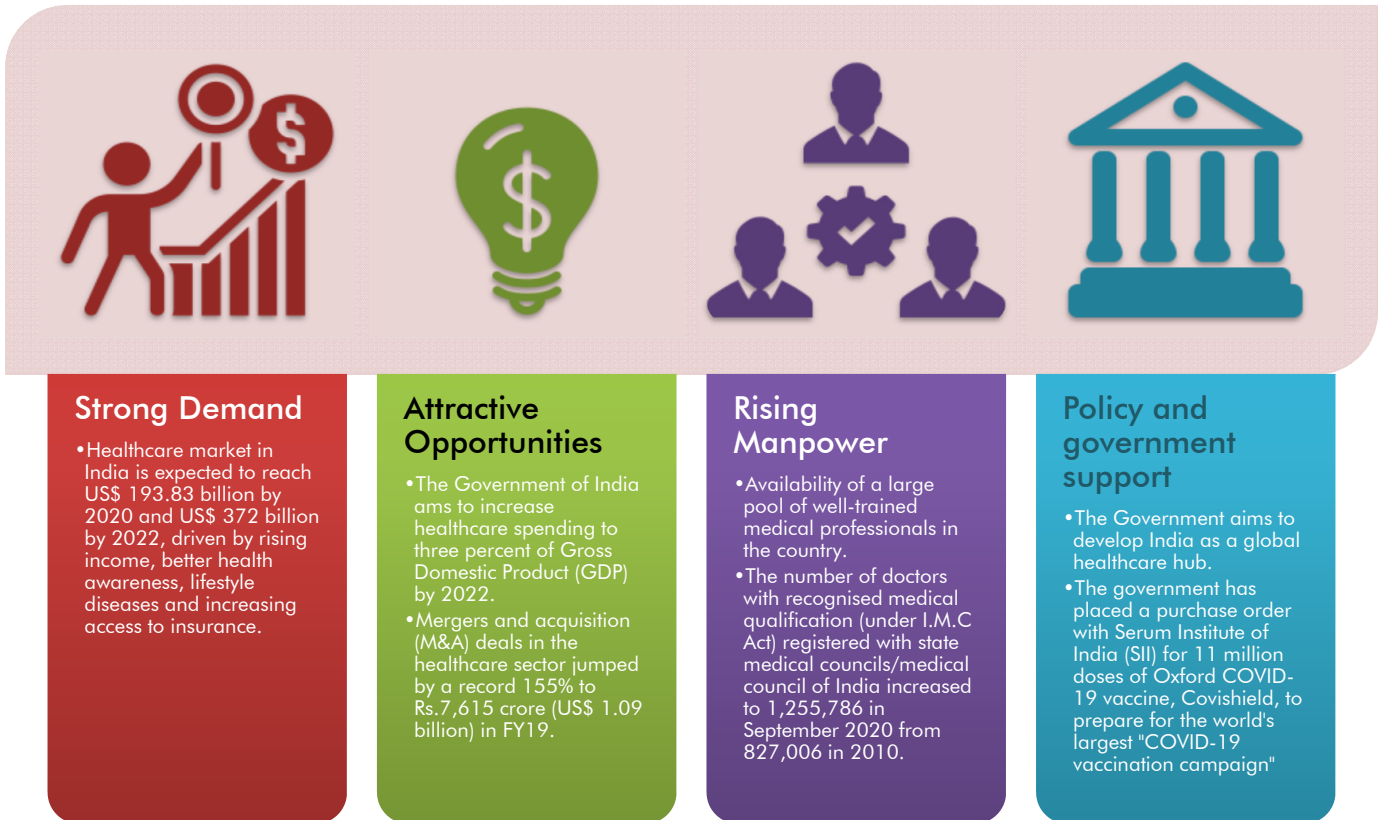 Strong Demand
•Healthcare market in
India is expected to reach
US$ 193.83 billion by
2020 and US$ 372 billion
by 2022, driven by rising
income, better health
awareness, lifestyle
diseases and increasing
access to insurance.
Attractive
Opportunities
•The Government of India
ams to increase
healthcare spending to
three percent of Gross
Domestic Product (GDP)
by 2022.
•Mergers and acquisition
(M&A) deals in the
healthcare sector jumped
by a record 155% to
Rs.7,615 crore (US$ 1.09
billion) in FY19.
Rising
Manpower
•Availability of a large
pool of well-trained
medical professionals in
the country.
•The number of doctors
with recognised medical
qualification (under I.M.C
Act) registered with state
medical councils/medical
council of India increased
to 1,255,786 in
September 2020 from
827,006 in 2010.
Policy and
government
support
•The Government aims to
develop India as a global
healthcare hub.
•The government has
placed a purchase order
with Serum Institute of
India (SII) for 11 million
doses of Oxford COVID-
19 vaccine, Covishield, to
prepare for the world's
largest "COVID-19
vaccination campaign"